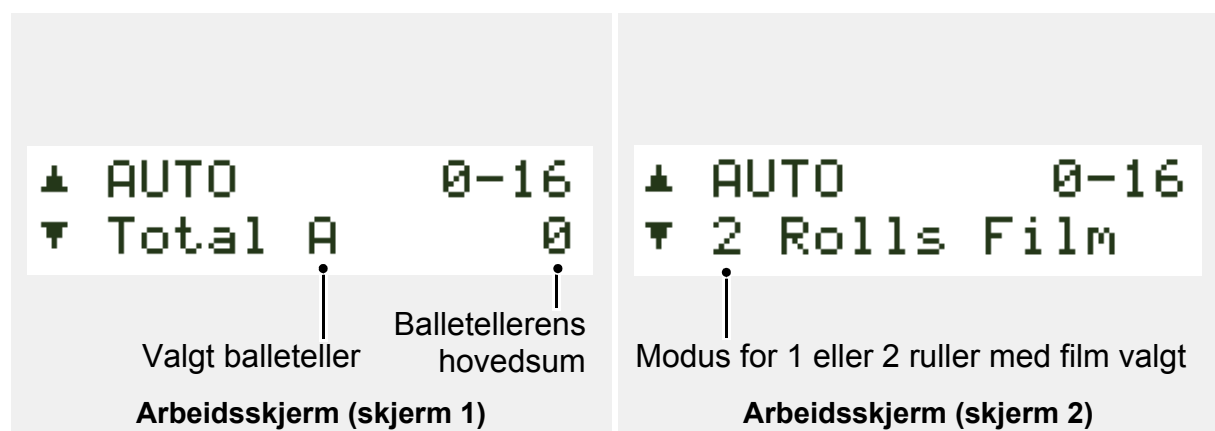 ▲ AUTO 0-16
▼ Total A 0
Valgt balleteller
Balletellerens
hovedsum
Arbeidsskjerm (skjerm 1)
▲ AUTO 0-16
▼ 2 Rolls Film
Modus for 1 eller 2 ruller med film valgt
Arbeidsskjerm (skjerm 2)